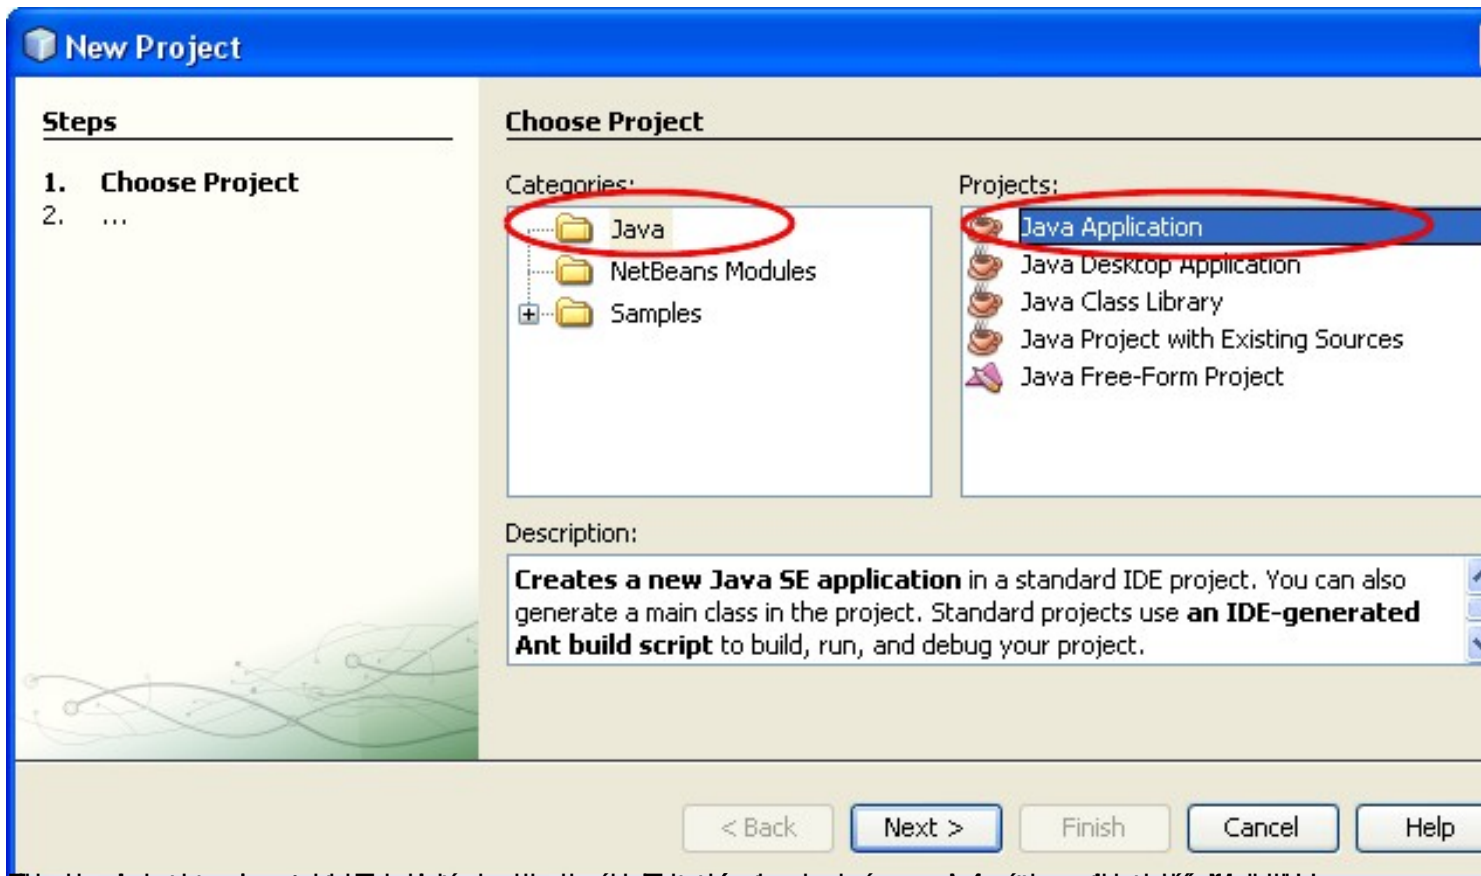 New Project
Steps
1. Choose Project
2. ...
Choose Project
Categories:
Java
NetBeans Modules
Samples
Projects:
Java Application
Java Desktop Application
Java Class Library
Java Project with Existing Sources
Java Free-Form Project
Description:
Creates a new Java SE application in a standard IDE project. You can also
generate a main class in the project. Standard projects use an IDE-generated
Ant build script to build, run, and debug your project.
< Back
Next >
Finish
Cancel
Help